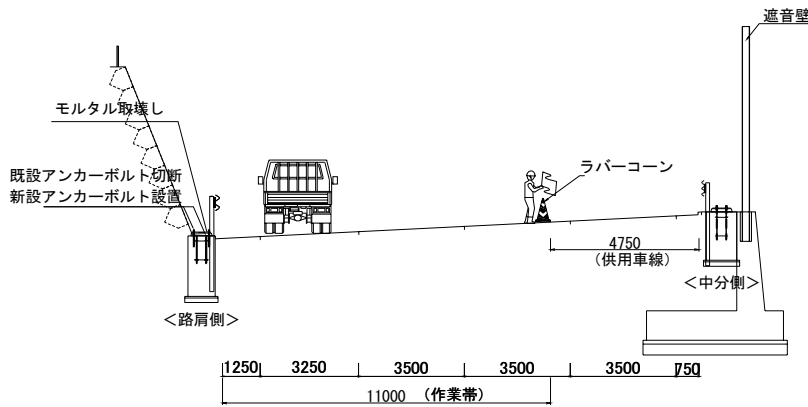 遮音壁
モルタル取壊し
既設アンカーボルト切断
新設アンカーボルト設置
ラバーコーン
4750
(供用車線)
<路肩側>
<中分側>
1250 3250 3500 3500 3500 750
11000 (作業帯)